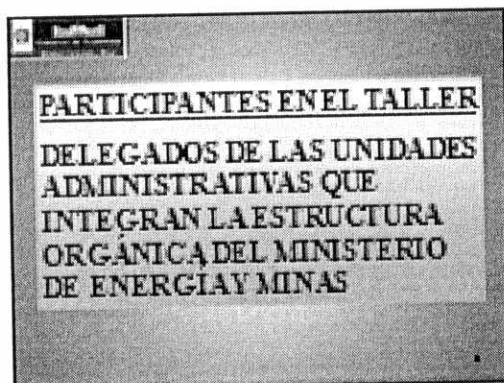 PARTICIPANTES EN EL TALLER
DELEGADOS DE LAS UNIDADES
ADMINISTRATIVAS QUE
INTEGRAN LA ESTRUCTURA
ORGÁNICA DEL MINISTERIO
DE ENERGÍA Y MINAS